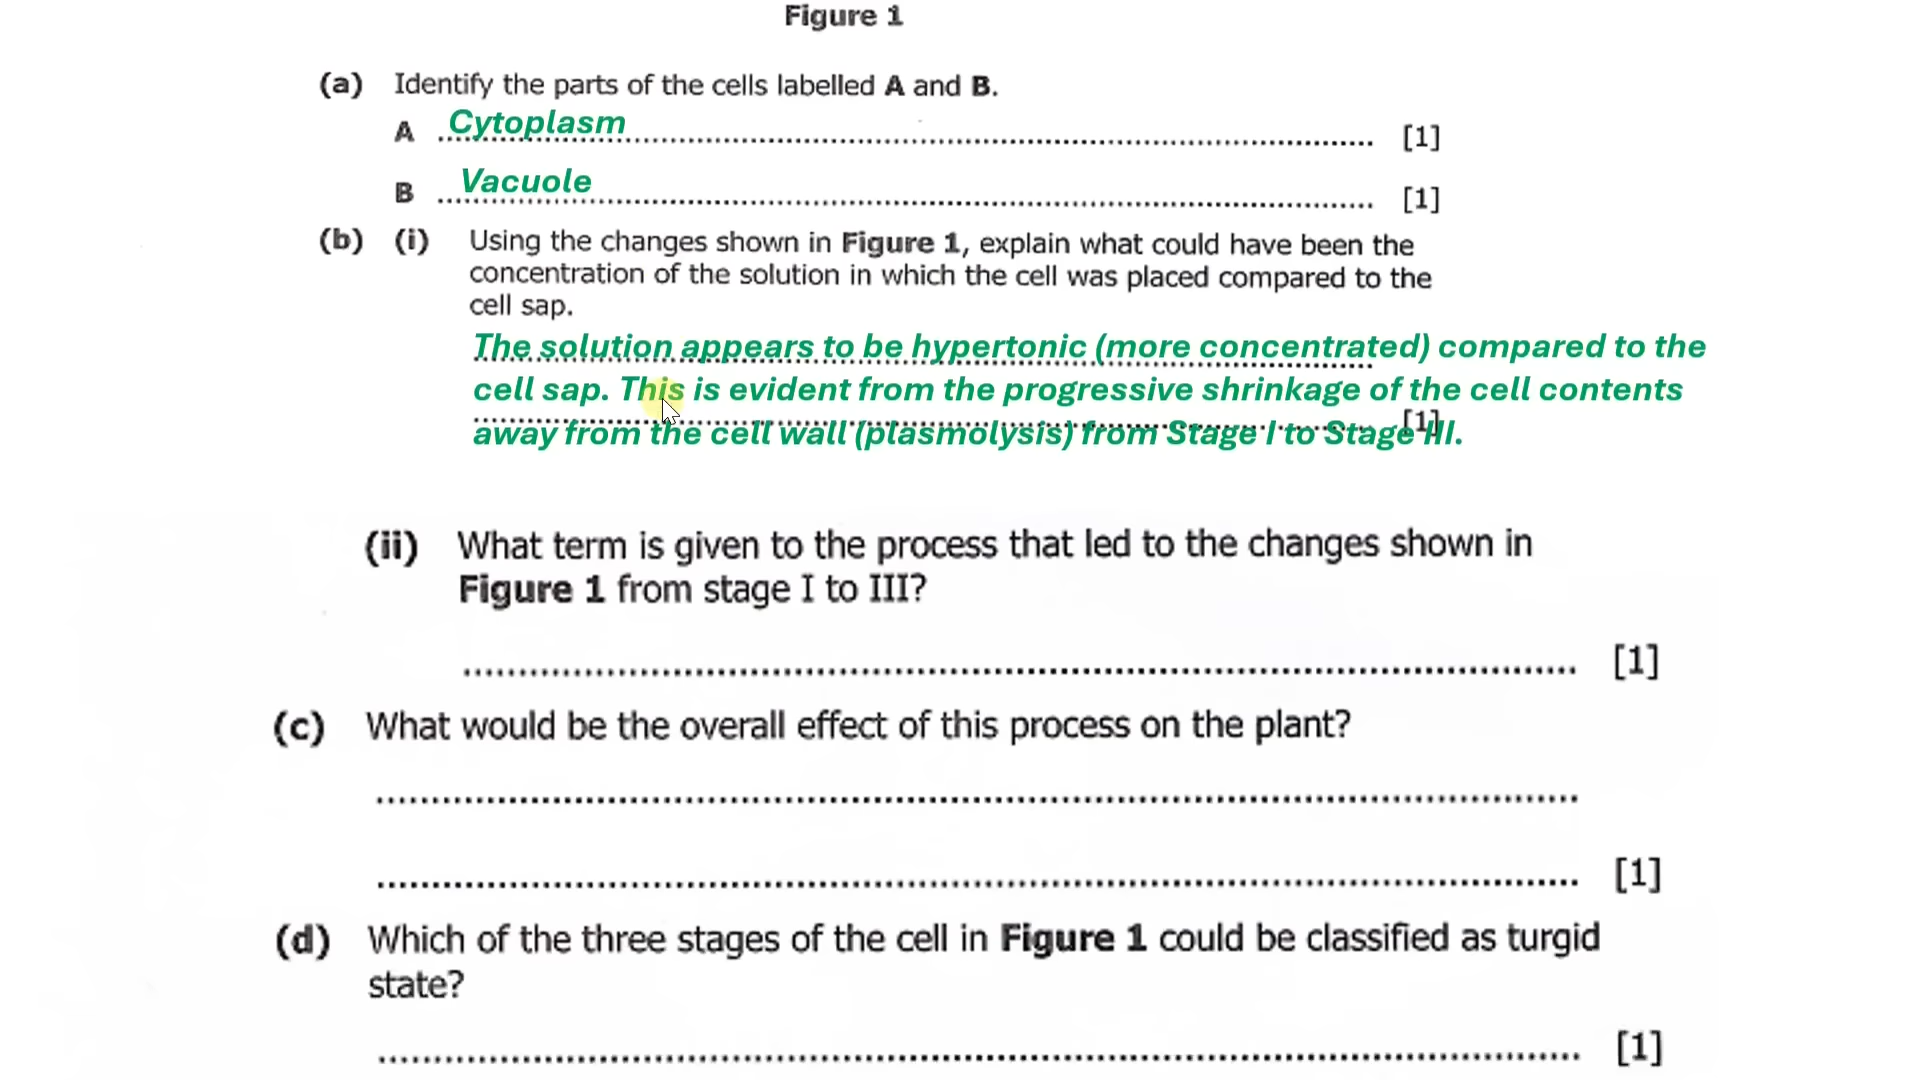 Figure 1
(a) Identify the parts of the cells labelled A and B.
A Cytoplasm [1]
B Vacuole [1]
(b) (i) Using the changes shown in Figure 1, explain what could have been the
concentration of the solution in which the cell was placed compared to the
cell sap.
The solution appears to be hypertonic (more concentrated) compared to the
cell sap. This is evident from the progressive shrinkage of the cell contents
[1]
away from the cell wall (plasmolysis) from Stage I to Stage III.
(ii) What term is given to the process that led to the changes shown in
Figure 1 from stage I to III?
[1]
(c) What would be the overall effect of this process on the plant?
[1]
(d) Which of the three stages of the cell in Figure 1 could be classified as turgid
state?
[1]